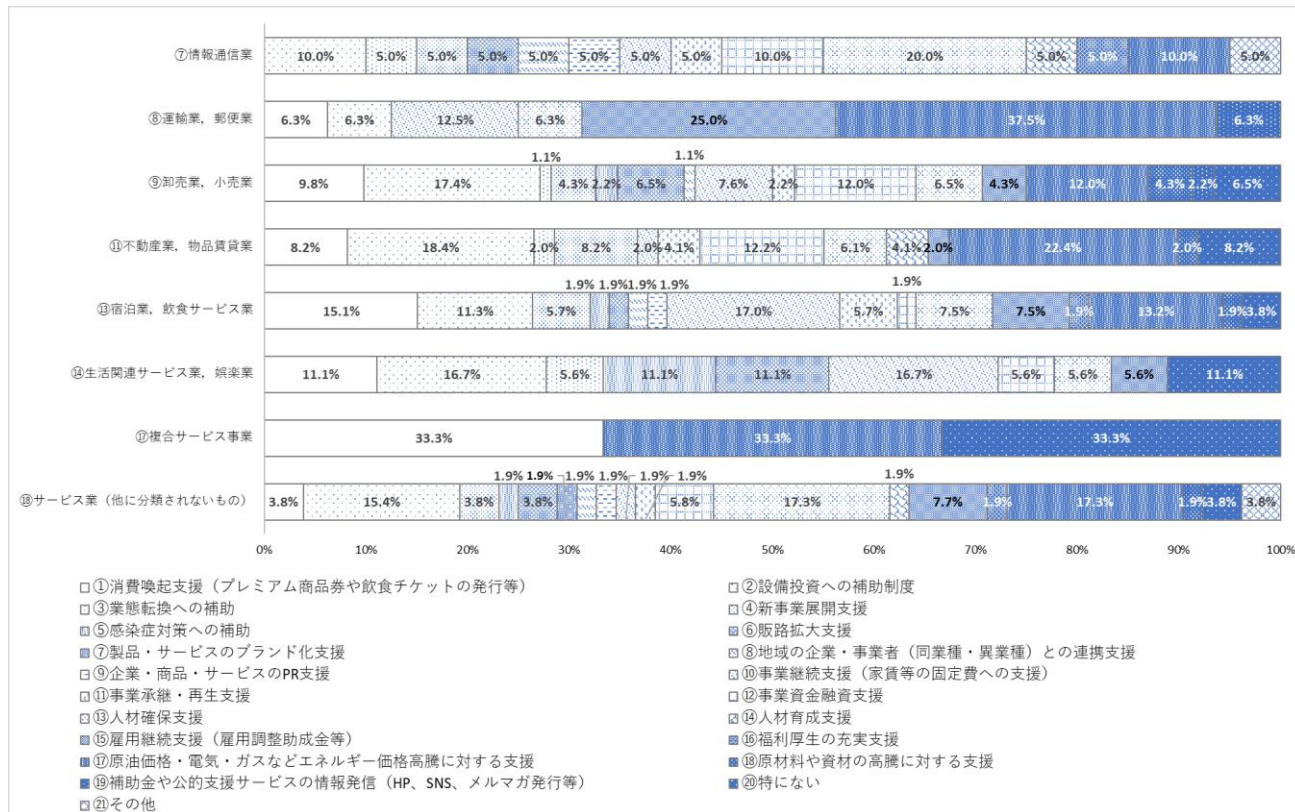 ⑦情報通信業
10.0% 5.0% 5.0% 5.0% 5.0% 5.0% 5.0% 5.0% 10.0% 20.0% 5.0% 5.0% 10.0% 5.0%
⑧運輸業，郵便業
6.3% 6.3% 12.5% 6.3% 25.0% 37.5% 6.3%
1.1% 1.1%
⑨卸売業，小売業
9.8% 17.4% 4.3% 2.2% 6.5% 7.6% 2.2% 12.0% 6.5% 4.3% 12.0% 4.3% 2.2% 6.5%
⑪不動産業，物品賃貸業
8.2% 18.4% 2.0% 8.2% 2.0% 4.1% 12.2% 6.1% 4.1% 2.0% 22.4% 2.0% 8.2%
1.9% 1.9% 1.9% 1.9% 1.9%
⑬宿泊業，飲食サービス業
15.1% 11.3% 5.7% 17.0% 5.7% 7.5% 7.5% 1.9% 13.2% 1.9% 3.8%
⑭生活関連サービス業，娯楽業
11.1% 16.7% 5.6% 11.1% 11.1% 16.7% 5.6% 5.6% 5.6% 11.1%
⑰複合サービス事業
33.3% 33.3% 33.3%
1.9% 1.9% 1.9% 1.9% 1.9% 1.9% 1.9%
⑱サービス業（他に分類されないもの）
3.8% 15.4% 3.8% 3.8% 5.8% 17.3% 7.7% 1.9% 17.3% 1.9% 3.8% 3.8%
0% 10% 20% 30% 40% 50% 60% 70% 80% 90% 100%
①消費喚起支援（プレミアム商品券や飲食チケットの発行等）
②設備投資への補助制度
③業態転換への補助
④新事業展開支援
⑤感染症対策への補助
⑥販路拡大支援
⑦製品・サービスのブランド化支援
⑧地域の企業・事業者（同業種・異業種）との連携支援
⑨企業・商品・サービスのPR支援
⑩事業継続支援（家賃等の固定費への支援）
⑪事業承継・再生支援
⑫事業資金融資支援
⑬人材確保支援
⑭人材育成支援
⑮雇用継続支援（雇用調整助成金等）
⑯福利厚生の充実支援
⑰原油価格・電気・ガスなどエネルギー価格高騰に対する支援
⑱原材料や資材の高騰に対する支援
⑲補助金や公的支援サービスの情報発信（HP、SNS、メルマガ発行等）
⑳特にない
㉑その他